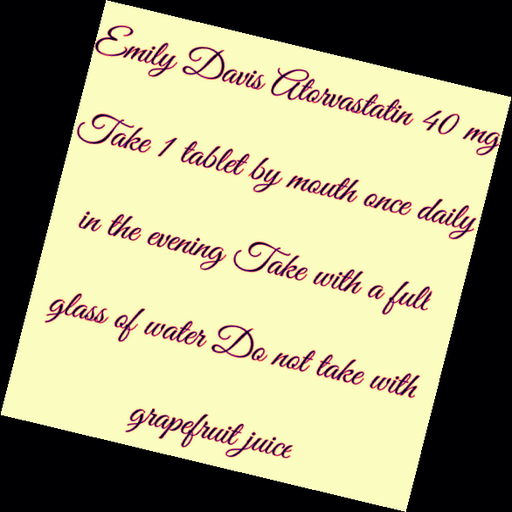 Emily Davis Atorvastatin 40 mg
Take 1 tablet by mouth once daily
in the evening Take with a full
glass of water Do not take with
grapefruit juice